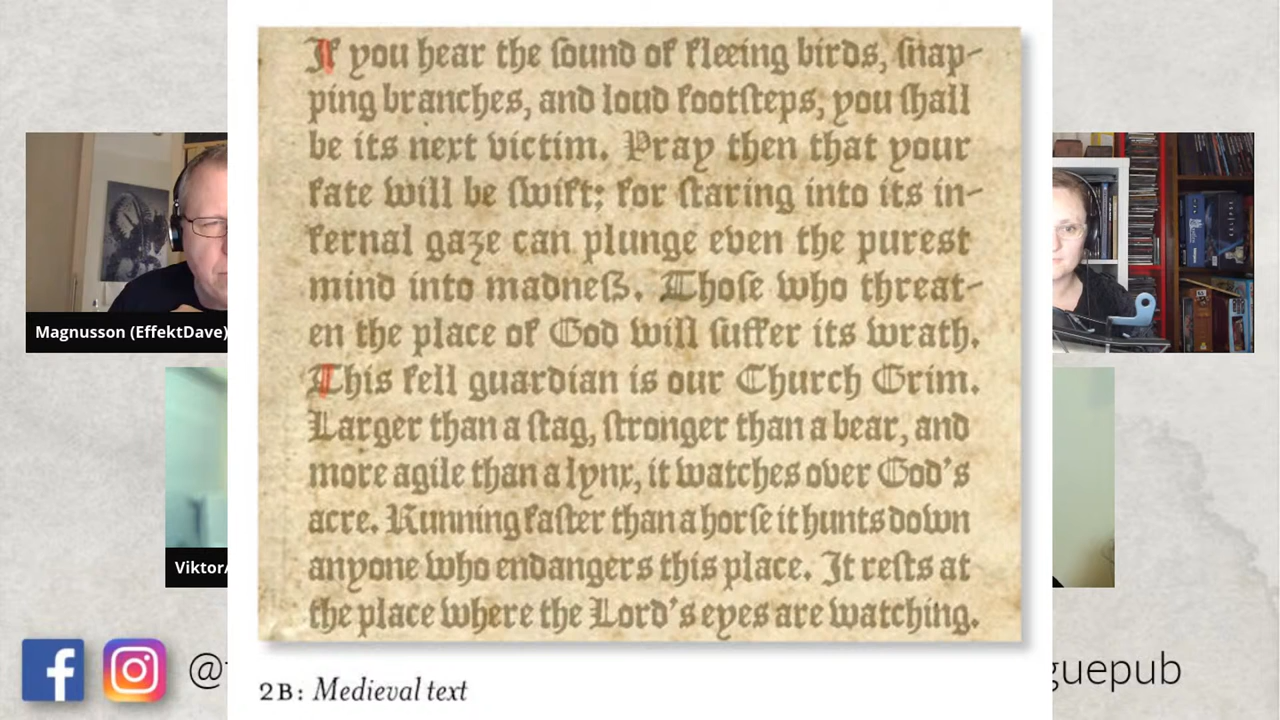 If you hear the ſound of fleeing birds, ſnap-
ping branches, and loud footſteps, you ſhall
be its next victim. Pray then that your
fate will be ſwift; for ſtaring into its in-
fernal gaze can plunge even the pureſt
mind into madneſs. Thoſe who threat-
en the place of God will ſuffer its wrath.
This fell guardian is our Church Grim.
Larger than a ſtag, ſtronger than a bear, and
more agile than a lynx, it watches over God's
acre. Running faſter than a horſe it hunts down
anyone who endangers this place. It reſts at
the place where the Lord's eyes are watching.
2B: Medieval text
Magnusson (EffektDave)
Viktor
@
guepub